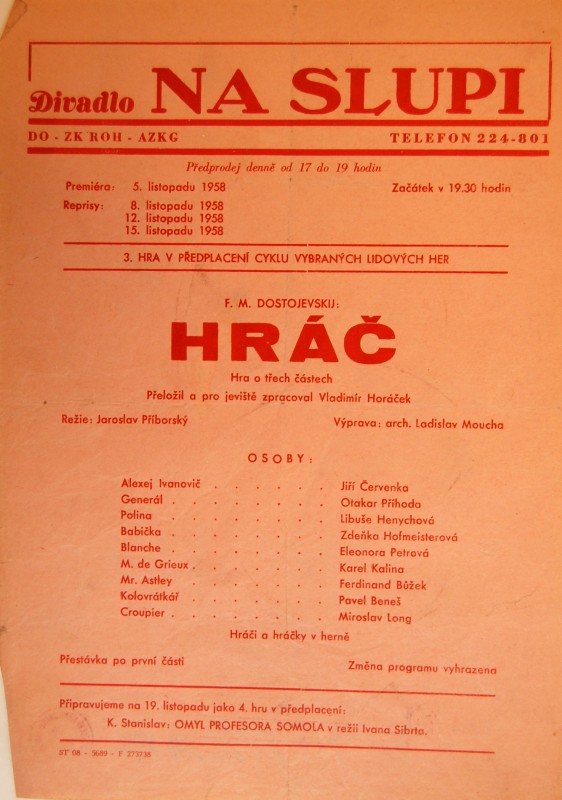 Divadlo NA SLUPI
DO - ZK ROH - AZKG TELEFON 224-801
Předprodej denně od 17 do 19 hodin
Premiéra: 5. listopadu 1958 Začátek v 19.30 hodin
Reprisy: 8. listopadu 1958
12. listopadu 1958
15. listopadu 1958
3. HRA V PŘEDPLACENÍ CYKLU VYBRANÝCH LIDOVÝCH HER
F. M. DOSTOJEVSKIJ:
HRÁČ
Hra o třech částech
Přeložil a pro jeviště zpracoval Vladimír Horáček
Režie: Jaroslav Příborský Výprava: arch. Ladislav Moucha
OSOBY:
Alexej Ivanovič . . . . . . . Jiří Červenka
Generál . . . . . . . . Otakar Příhoda
Polina . . . . . . . . Libuše Henychová
Babička . . . . . . . . Zdeňka Hofmeisterová
Blanche . . . . . . . . Eleonora Petrová
M. de Grieux . . . . . . . Karel Kalina
Mr. Astley . . . . . . . . Ferdinand Bůžek
Kolovrátkář . . . . . . . Pavel Beneš
Croupier . . . . . . . . Miroslav Long
Hráči a hráčky v herně
Přestávka po první části Změna programu vyhrazena
Připravujeme na 19. listopadu jako 4. hru v předplacení:
K. Stanislav: OMYL PROFESORA SOMOLA v režii Ivana Sibrta.
ST 08 - 5689 - F 273738